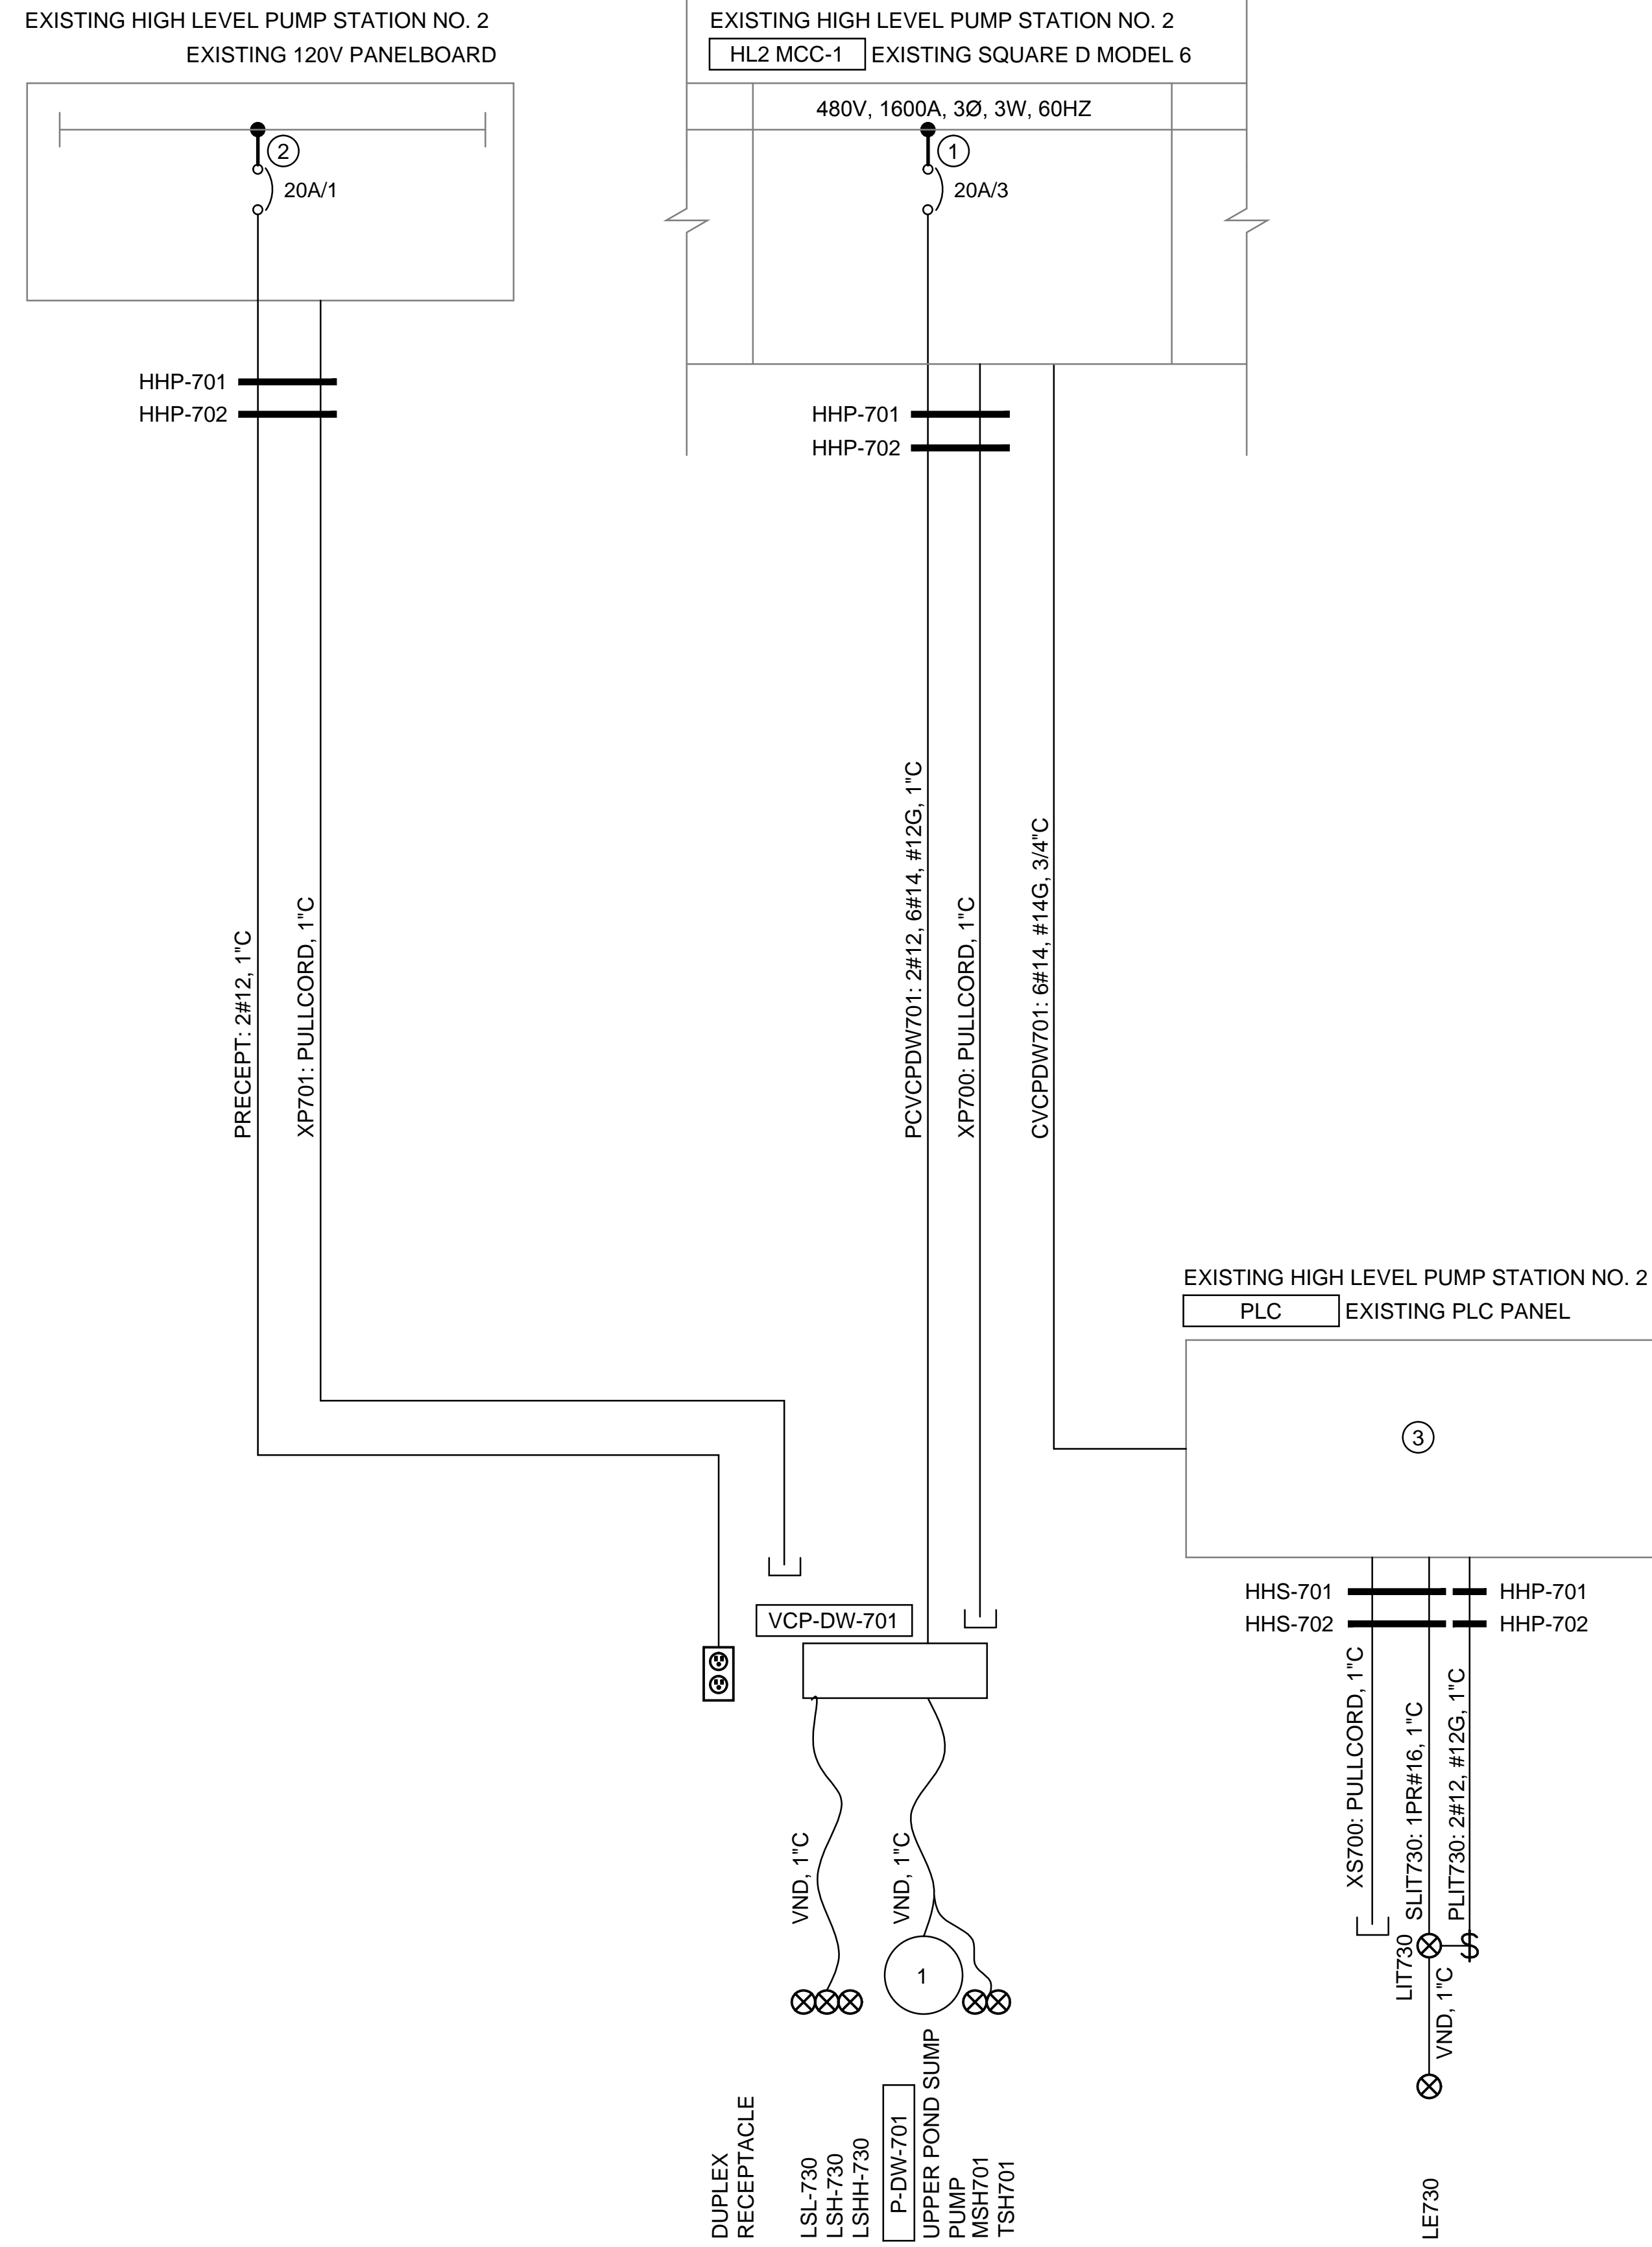 EXISTING HIGH LEVEL PUMP STATION NO. 2
EXISTING 120V PANELBOARD
2
20A/1
HHP-701
HHP-702
EXISTING HIGH LEVEL PUMP STATION NO. 2
HL2 MCC-1 EXISTING SQUARE D MODEL 6
480V, 1600A, 3Ø, 3W, 60HZ
1
20A/3
HHP-701
HHP-702
PRECEPT: 2#12, 1"C
XP701: PULLCORD, 1"C
PCVCPDW701: 2#12, 6#14, #12G, 1"C
XP700: PULLCORD, 1"C
CVCPDW701: 6#14, #14G, 3/4"C
EXISTING HIGH LEVEL PUMP STATION NO. 2
PLC EXISTING PLC PANEL
3
HHS-701
HHS-702
HHP-701
HHP-702
VCP-DW-701
XS700: PULLCORD, 1"C
SLIT730: 1PR#16, 1"C
PLIT730: 2#12, #12G, 1"C
VND, 1"C
VND, 1"C
1
LIT730
$
VND, 1"C
DUPLEX
RECEPTACLE
LSL-730
LSH-730
LSHH-730
P-DW-701
UPPER POND SUMP
PUMP
MSH701
TSH701
LE730